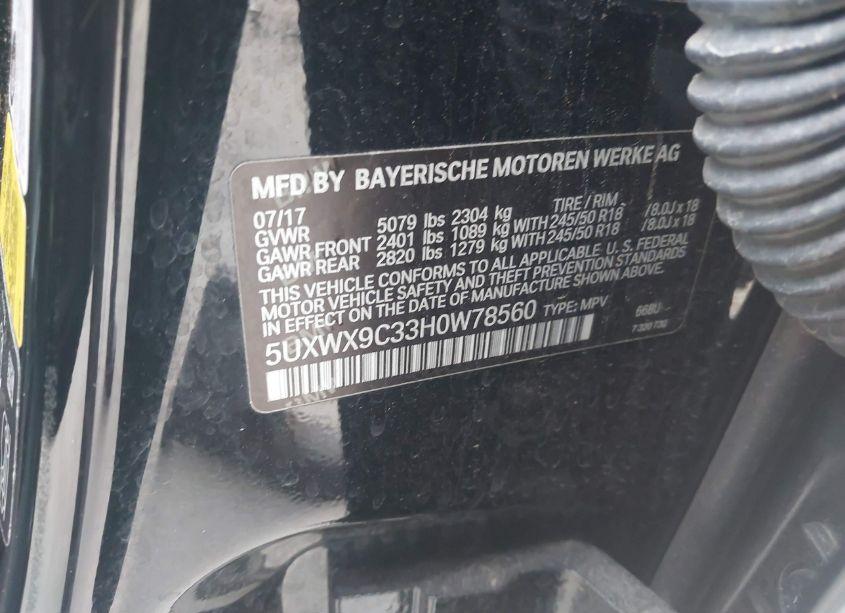 MFD BY BAYERISCHE MOTOREN WERKE AG
07/17 TIRE / RIM
GVWR 5079 lbs 2304 kg
GAWR FRONT 2401 lbs 1089 kg WITH 245/50 R18 / 8.0J x 18
GAWR REAR 2820 lbs 1279 kg WITH 245/50 R18 / 8.0J x 18
THIS VEHICLE CONFORMS TO ALL APPLICABLE U. S. FEDERAL
MOTOR VEHICLE SAFETY AND THEFT PREVENTION STANDARDS
IN EFFECT ON THE DATE OF MANUFACTURE SHOWN ABOVE.
5UXWX9C33H0W78560 TYPE: MPV